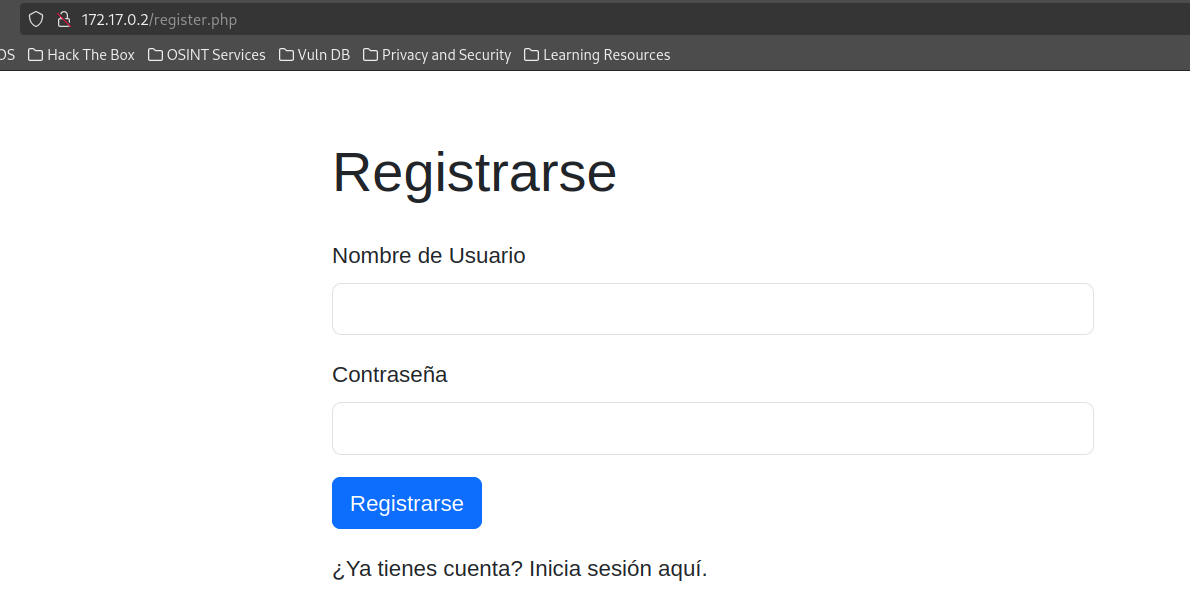 172.17.0.2/register.php
OS Hack The Box OSINT Services Vuln DB Privacy and Security Learning Resources
Registrarse
Nombre de Usuario
Contraseña
Registrarse
¿Ya tienes cuenta? Inicia sesión aquí.